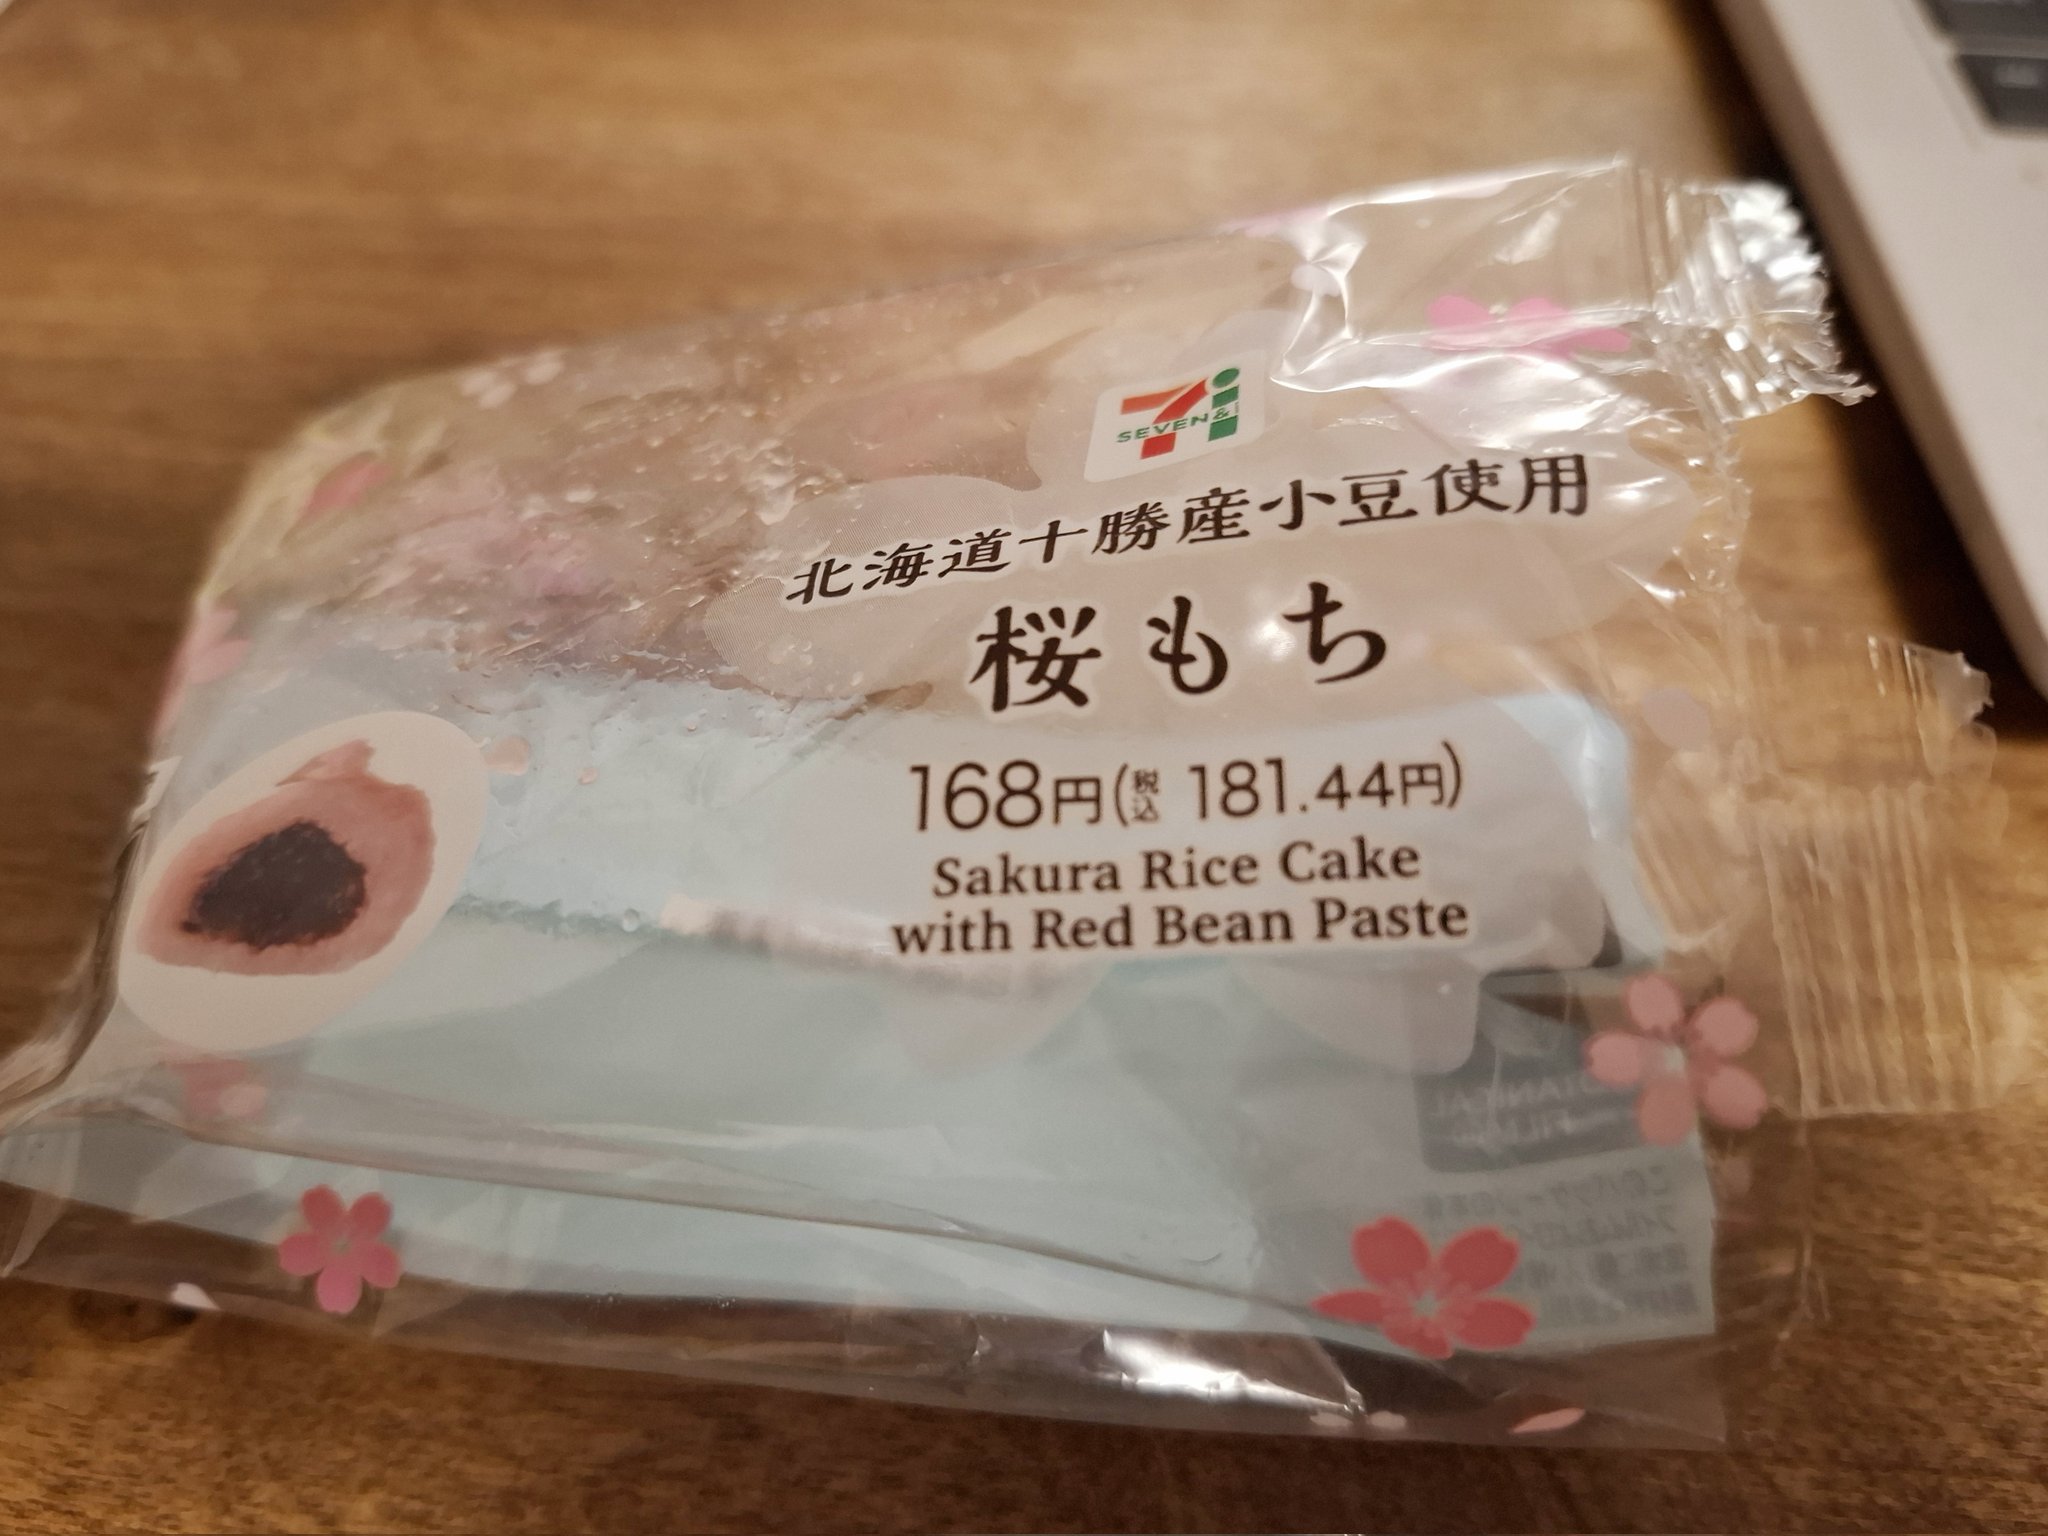 SEVEN&i
北海道十勝産小豆使用
桜もち
168円(税込 181.44円)
Sakura Rice Cake
with Red Bean Paste